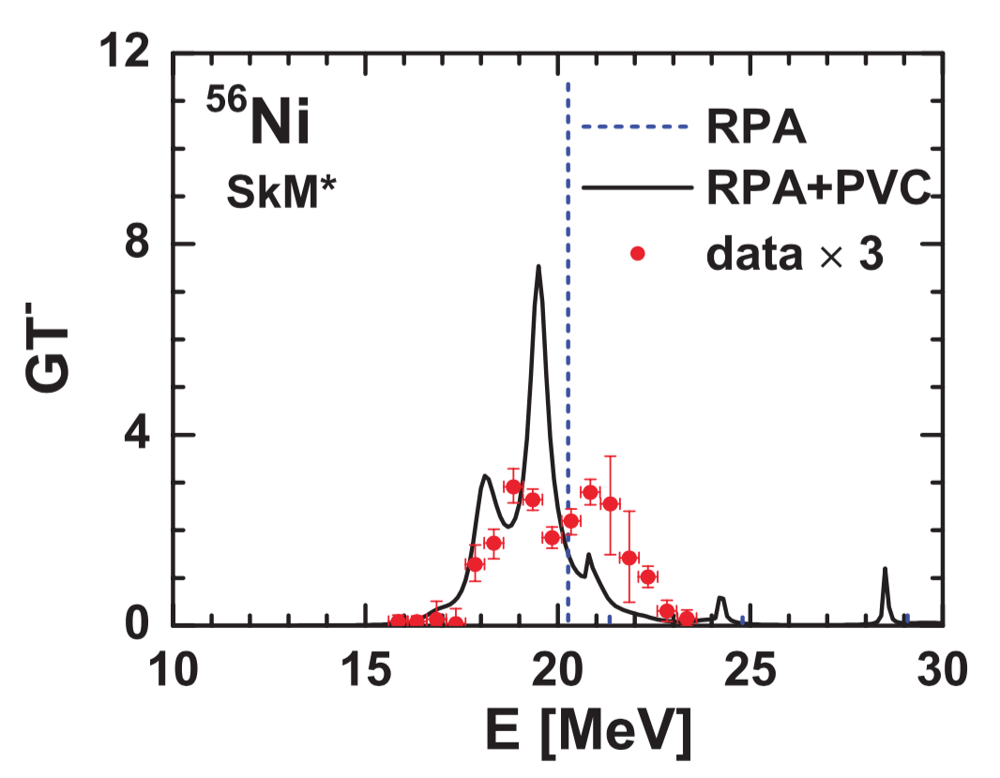 12
⁵⁶Ni
RPA
SkM*
RPA+PVC
8
data × 3
GT⁻
4
0
10 15 20 25 30
E [MeV]